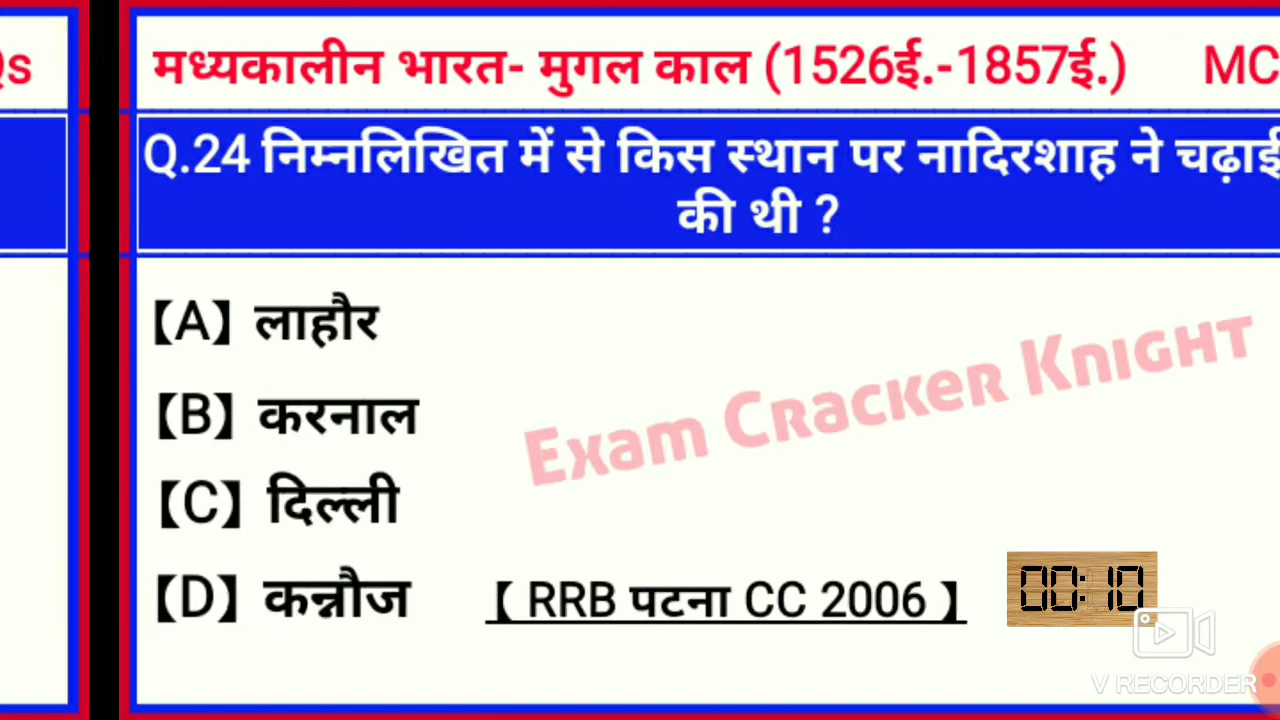 मध्यकालीन भारत- मुगल काल (1526ई.-1857ई.)
Q.24 निम्नलिखित में से किस स्थान पर नादिरशाह ने चढ़ाई
की थी ?
【A】 लाहौर
【B】 करनाल
【C】 दिल्ली
【D】 कन्नौज 【 RRB पटना CC 2006 】
Exam Cracker Knight
00:10
V RECORDER